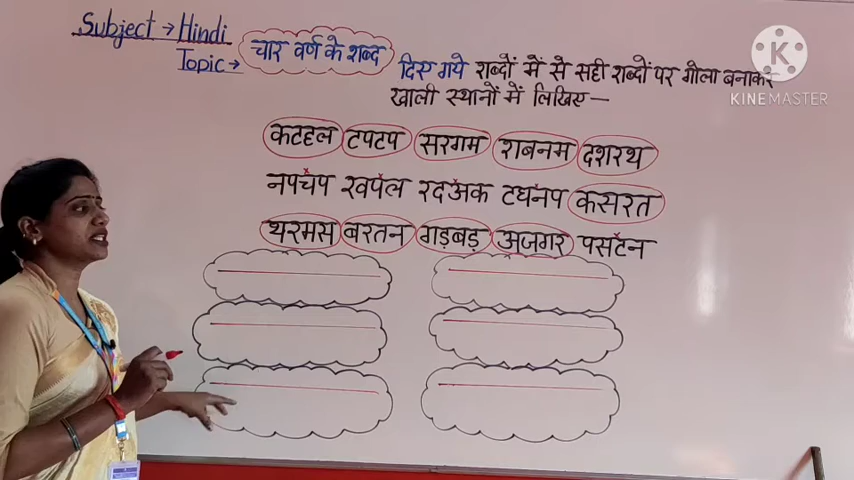 Subject → Hindi
Topic → चार वर्ण के शब्द
दिए गये शब्दों में से सही शब्दों पर गोला बनाकर
खाली स्थानों में लिखिए —
कटहल टपटप सरगम शबनम दशरथ
नपचप खपल रदअक टघनप कसरत
थरमस बरतन गड़बड़ अजगर पसटन
K
KINEMASTER